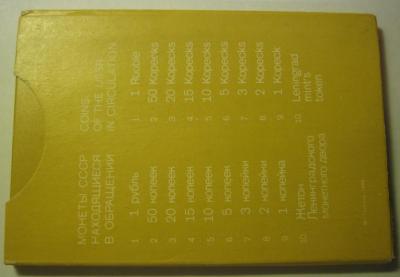 МОНЕТЫ СССР
НАХОДЯЩИЕСЯ
В ОБРАЩЕНИИ
1 1 рубль
2 50 копеек
3 20 копеек
4 15 копеек
5 10 копеек
6 5 копеек
7 3 копейки
8 2 копейки
9 1 копейка
10 Жетон
Ленинградского
монетного двора
COINS
OF THE USSR
IN CIRCULATION
1 1 Rouble
2 50 Kopecks
3 20 Kopecks
4 15 Kopecks
5 10 Kopecks
6 5 Kopecks
7 3 Kopecks
8 2 Kopecks
9 1 Kopeck
10 Leningrad
mint's
token